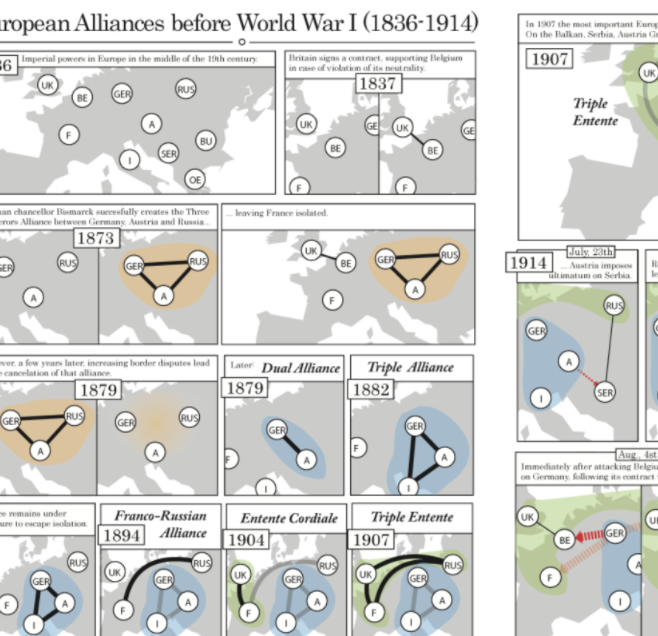 ropean Alliances before World War I (1836-1914)
36
Imperial powers in Europe in the middle of the 19th century.
UK
BE
GER
RUS
F
A
I
SER
BU
OE
Britain signs a contract, supporting Belgium
in case of violation of its neutrality.
1837
UK
BE
GE
F
UK
BE
GE
F
an chancellor Bismarck succesfully creates the Three
erors Alliance between Germany, Austria and Russia...
1873
ER
RUS
A
GER
RUS
A
... leaving France isolated.
UK
BE
F
GER
RUS
A
ever, a few years later, increasing border disputes lead
e cancelation of that alliance.
1879
GER
RUS
A
GER
RUS
A
Later:
Dual Alliance
1879
GER
A
F
I
Triple Alliance
1882
F
GER
A
I
ce remains under
ure to escape isolation.
RUS
GER
F
A
I
Franco-Russian
Alliance
1894
UK
RUS
GER
F
A
I
Entente Cordiale
1904
UK
RUS
GER
F
A
I
Triple Entente
1907
UK
RUS
GER
F
A
I
In 1907 the most important Europ
On the Balkan, Serbia, Austria G
1907
UK
Triple
Entente
July, 23th
1914
... Austria imposes
ultimatum on Serbia.
RUS
GER
A
SER
I
Aug., 4st
Immediately after attacking Belgiu
on Germany, following its contract
UK
BE
GER
F
A
I